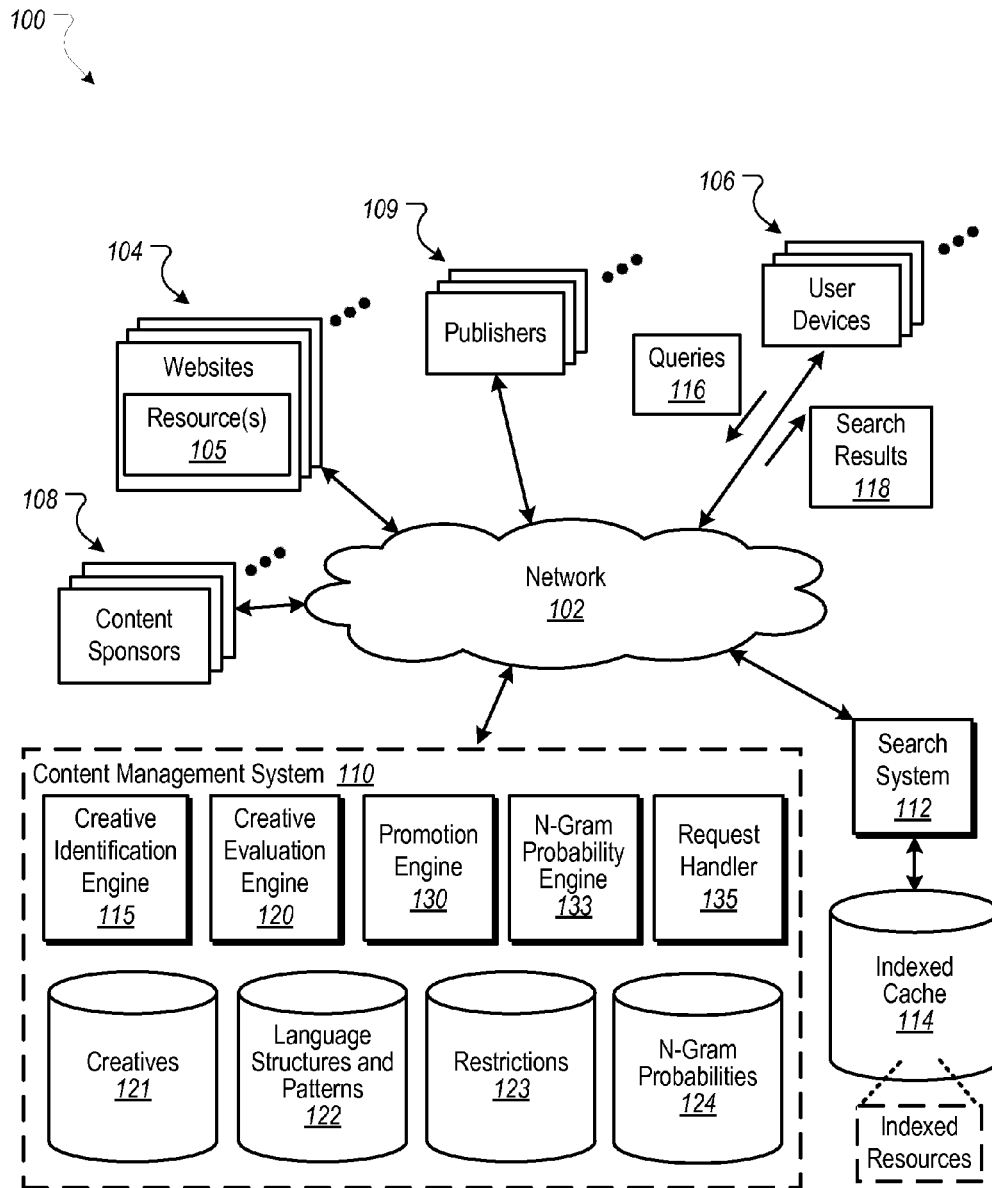 100
106
109
104
User
Devices
Publishers
Queries
116
Websites
Resource(s)
105
Search
Results
118
108
Network
102
Content
Sponsors
Search
System
112
Content Management System 110
Creative
Identification
Engine
115
Creative
Evaluation
Engine
120
Promotion
Engine
130
N-Gram
Probability
Engine
133
Request
Handler
135
Indexed
Cache
114
Creatives
121
Language
Structures and
Patterns
122
Restrictions
123
N-Gram
Probabilities
124
Indexed
Resources